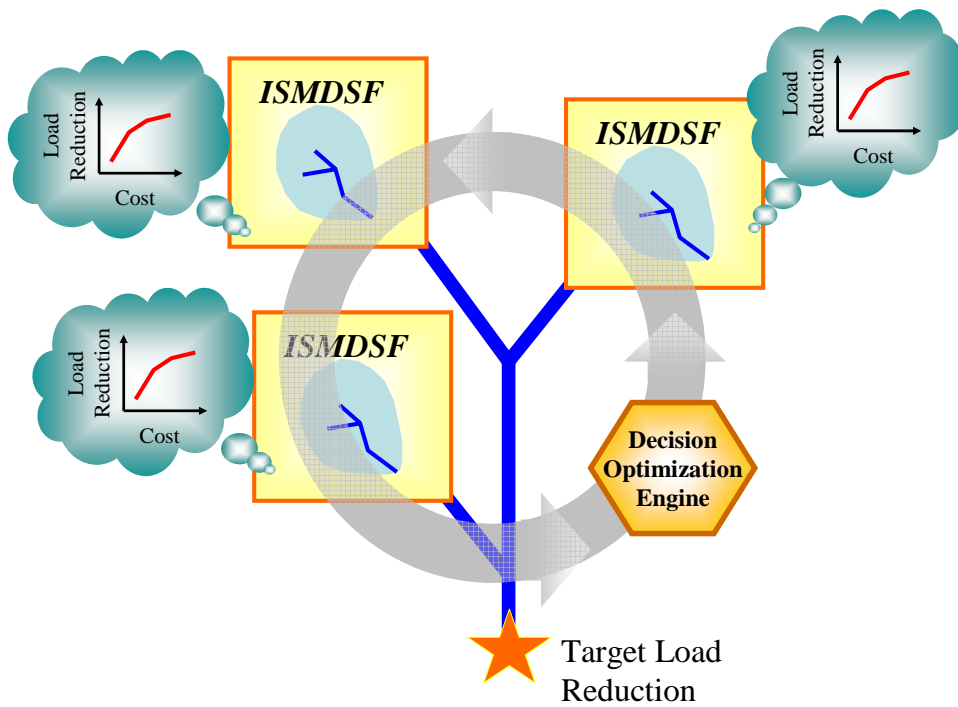 Load
Reduction
Cost
ISMDSF
ISMDSF
Load
Reduction
Cost
Load
Reduction
Cost
ISMDSF
Decision
Optimization
Engine
Target Load
Reduction